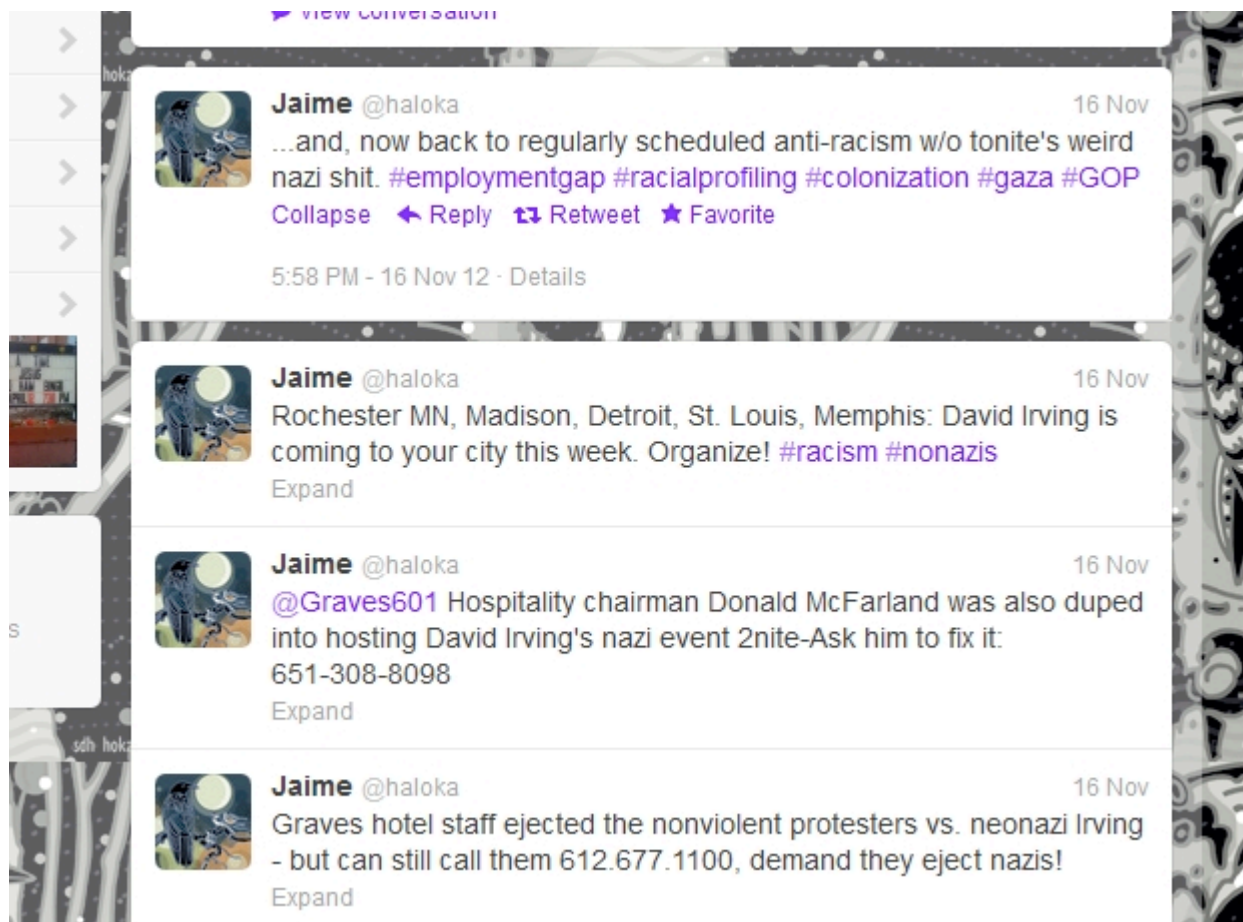 View conversation
hoka
Jaime @haloka 16 Nov
...and, now back to regularly scheduled anti-racism w/o tonite's weird
nazi shit. #employmentgap #racialprofiling #colonization #gaza #GOP
Collapse Reply Retweet Favorite
5:58 PM - 16 Nov 12 · Details
Jaime @haloka 16 Nov
Rochester MN, Madison, Detroit, St. Louis, Memphis: David Irving is
coming to your city this week. Organize! #racism #nonazis
Expand
Jaime @haloka 16 Nov
@Graves601 Hospitality chairman Donald McFarland was also duped
into hosting David Irving's nazi event 2nite-Ask him to fix it:
651-308-8098
Expand
s
sdh hoka
Jaime @haloka 16 Nov
Graves hotel staff ejected the nonviolent protesters vs. neonazi Irving
- but can still call them 612.677.1100, demand they eject nazis!
Expand